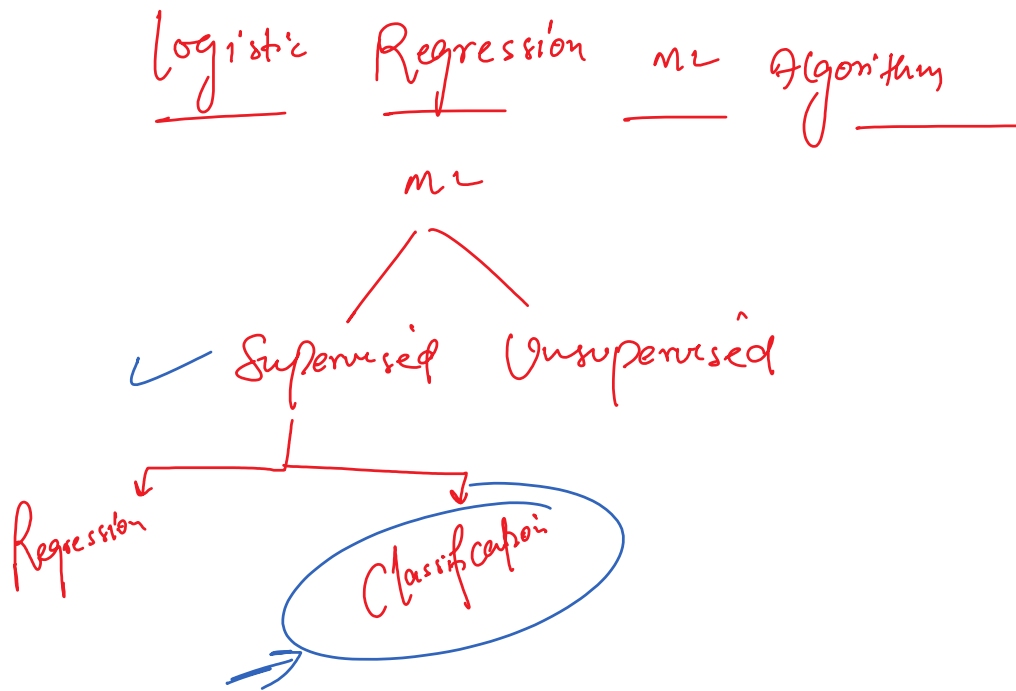 Logistic Regression ML Algorithm
ML
Supervised Unsupervised
Regression
Classification